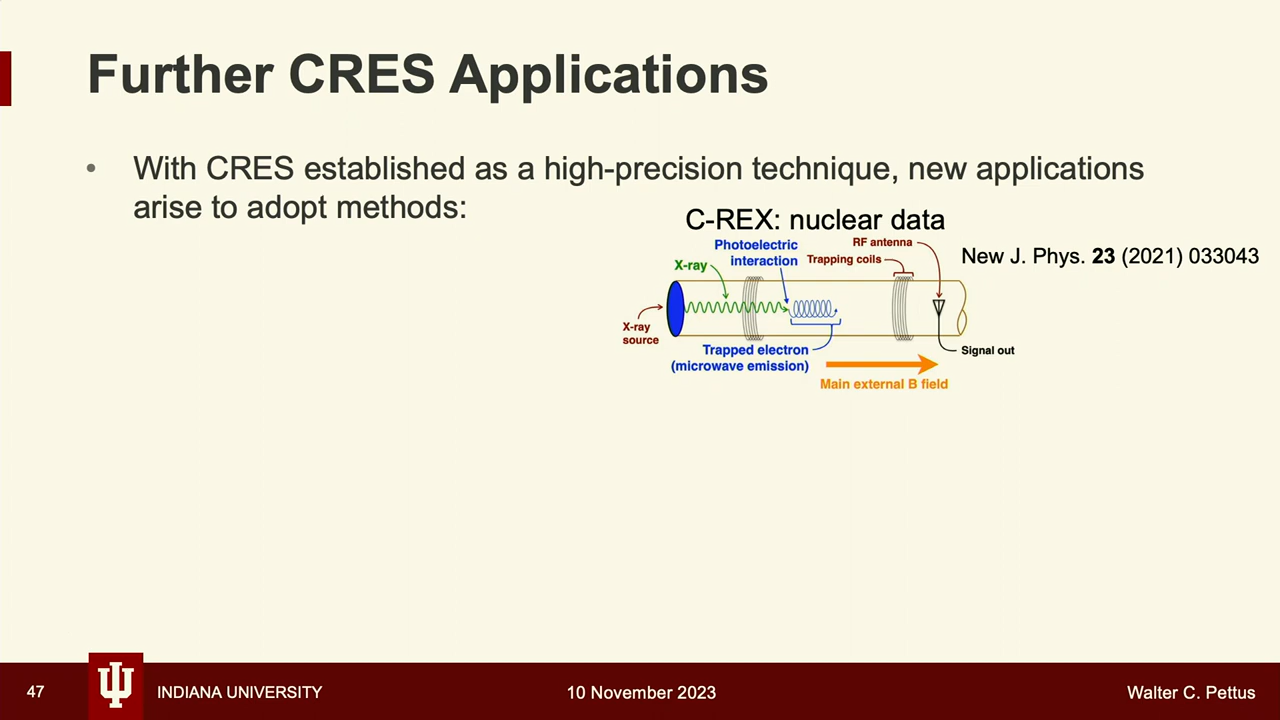 Further CRES Applications
• With CRES established as a high-precision technique, new applications
arise to adopt methods:
C-REX: nuclear data
New J. Phys. 23 (2021) 033043
Photoelectric
interaction
RF antenna
Trapping coils
X-ray
X-ray
source
Trapped electron
(microwave emission)
Signal out
Main external B field
47
INDIANA UNIVERSITY
10 November 2023
Walter C. Pettus